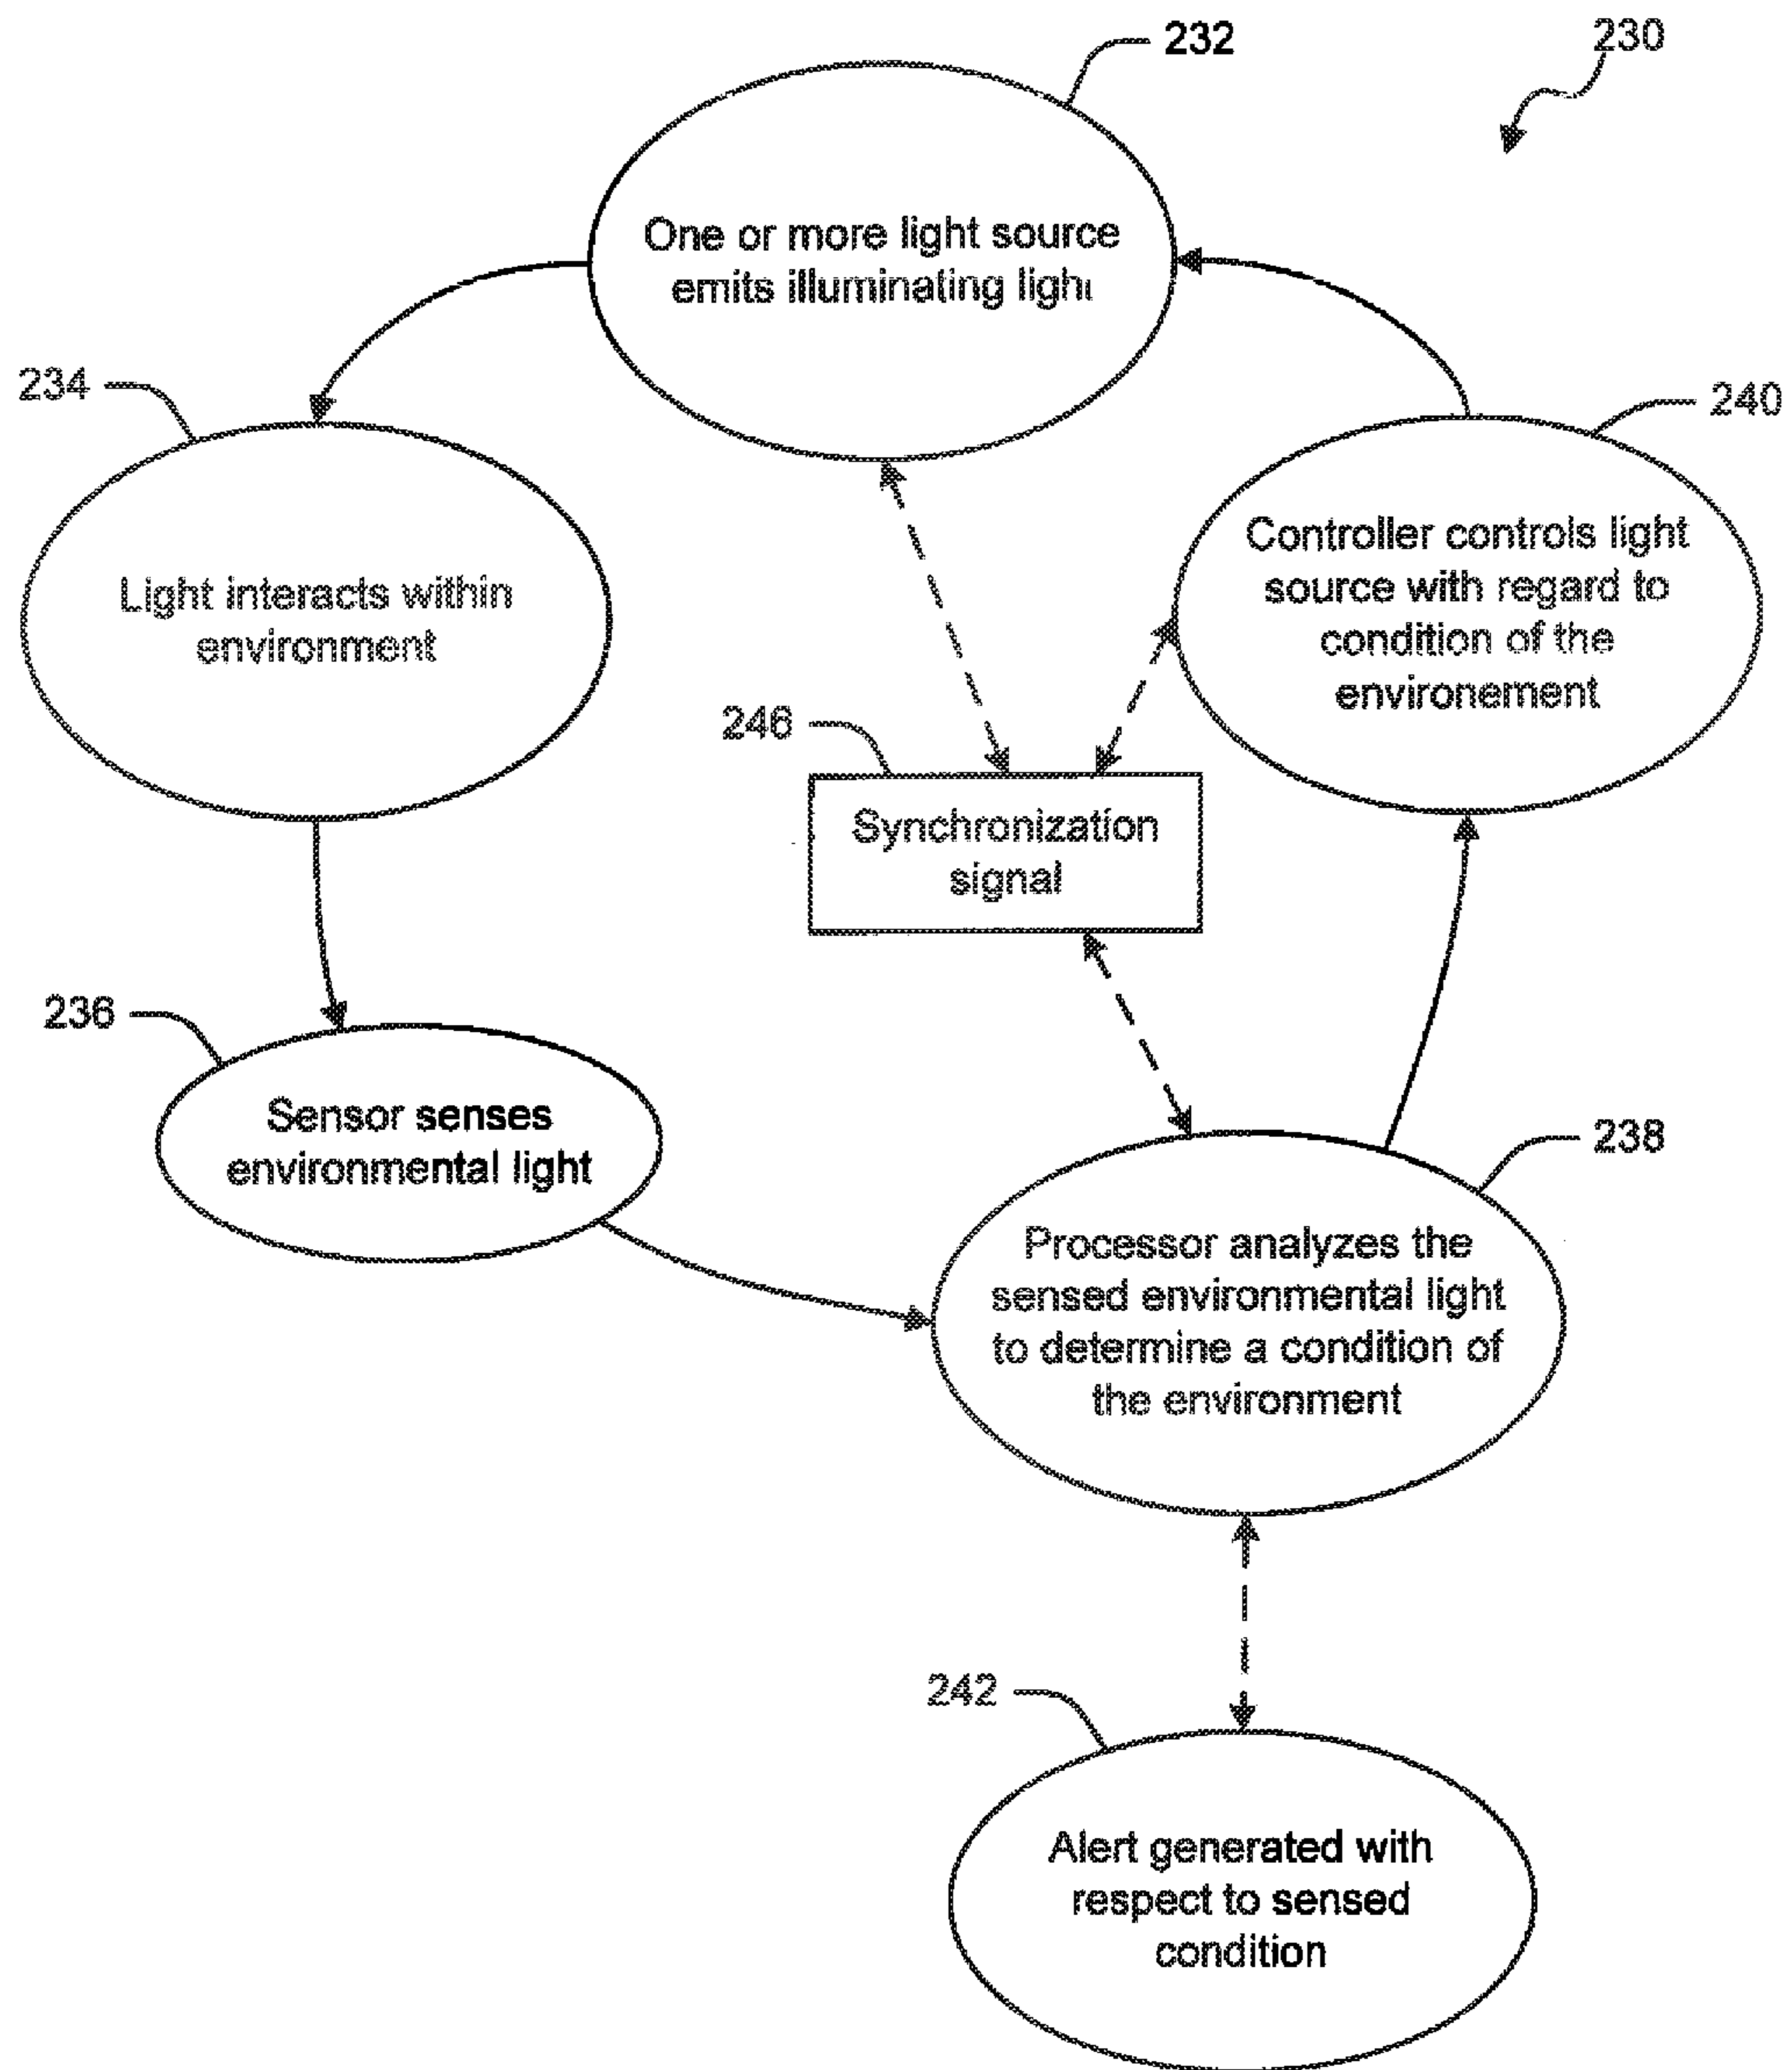 232
230
One or more light source
emits illuminating light
234
240
Light interacts within
environment
Controller controls light
source with regard to
condition of the
environement
246
Synchronization
signal
236
Sensor senses
environmental light
238
Processor analyzes the
sensed environmental light
to determine a condition of
the environment
242
Alert generated with
respect to sensed
condition